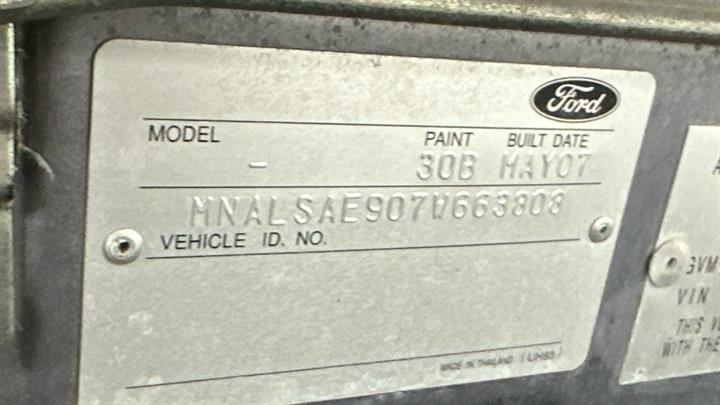 Ford
MODEL PAINT BUILT DATE
- 30B MAY07
MNALSAE907W663808
VEHICLE ID. NO.
MADE IN THAILAND (UH93)
GVM
VIN
THIS V
WITH THE